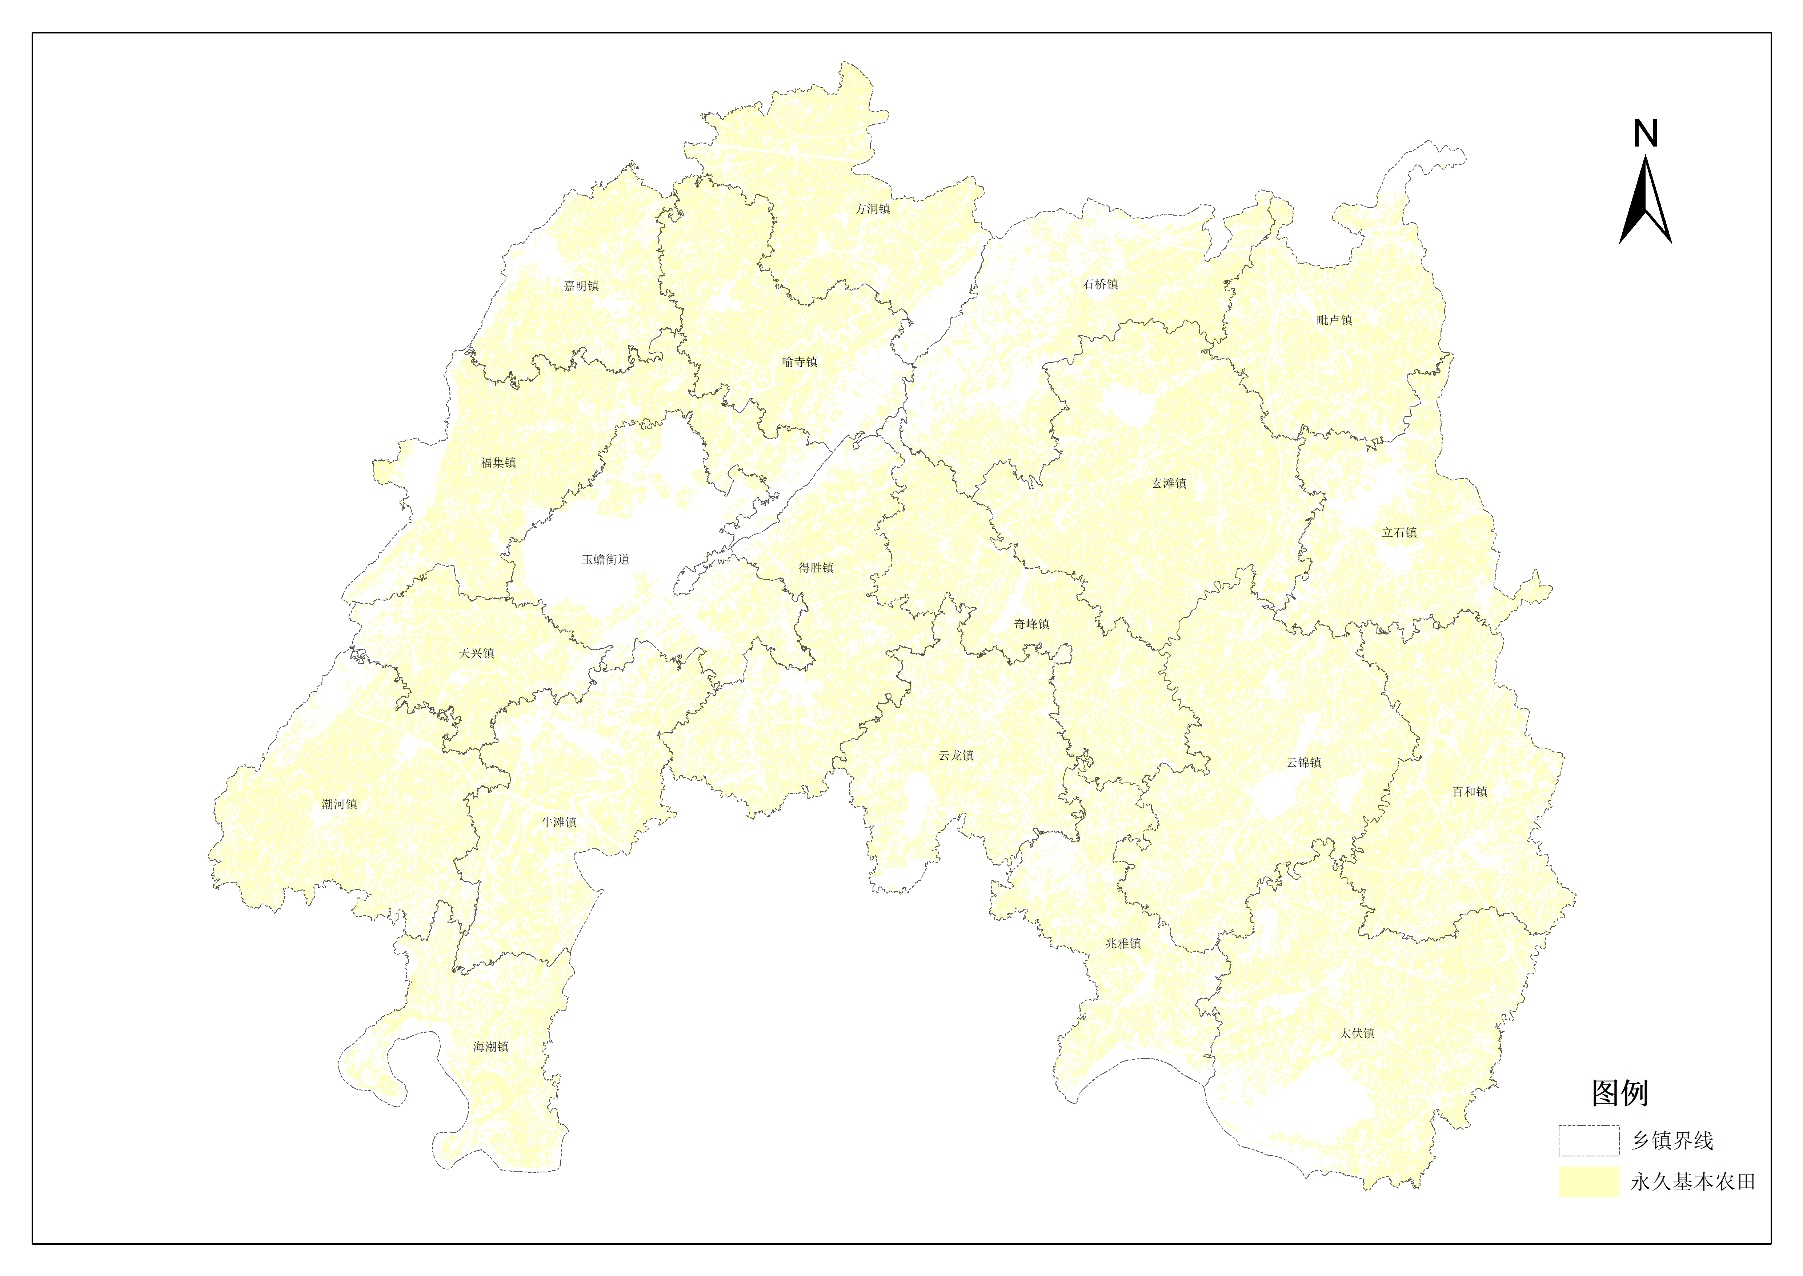 N
方洞镇
嘉明镇
石桥镇
毗卢镇
喻寺镇
福集镇
玄滩镇
立石镇
玉蟾街道
得胜镇
奇峰镇
天兴镇
云龙镇
云锦镇
百和镇
潮河镇
牛滩镇
兆雅镇
太伏镇
海潮镇
图例
乡镇界线
永久基本农田